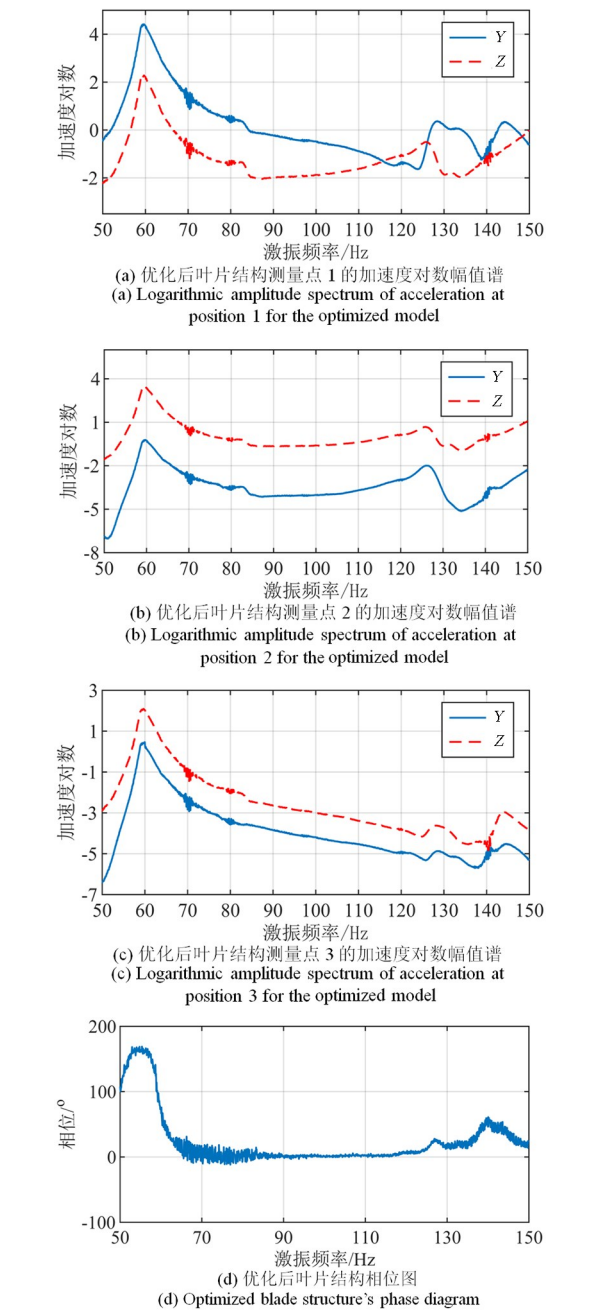 4
2
0
-2
加速度对数
Y
Z
50 60 70 80 90 100 110 120 130 140 150
激振频率/Hz
(a) 优化后叶片结构测量点 1 的加速度对数幅值谱
(a) Logarithmic amplitude spectrum of acceleration at
position 1 for the optimized model
4
1
-2
-5
-8
加速度对数
Y
Z
50 60 70 80 90 100 110 120 130 140 150
激振频率/Hz
(b) 优化后叶片结构测量点 2 的加速度对数幅值谱
(b) Logarithmic amplitude spectrum of acceleration at
position 2 for the optimized model
3
1
-1
-3
-5
-7
加速度对数
Y
Z
50 60 70 80 90 100 110 120 130 140 150
激振频率/Hz
(c) 优化后叶片结构测量点 3 的加速度对数幅值谱
(c) Logarithmic amplitude spectrum of acceleration at
position 3 for the optimized model
200
100
0
-100
相位/°
50 70 90 110 130 150
激振频率/Hz
(d) 优化后叶片结构相位图
(d) Optimized blade structure's phase diagram